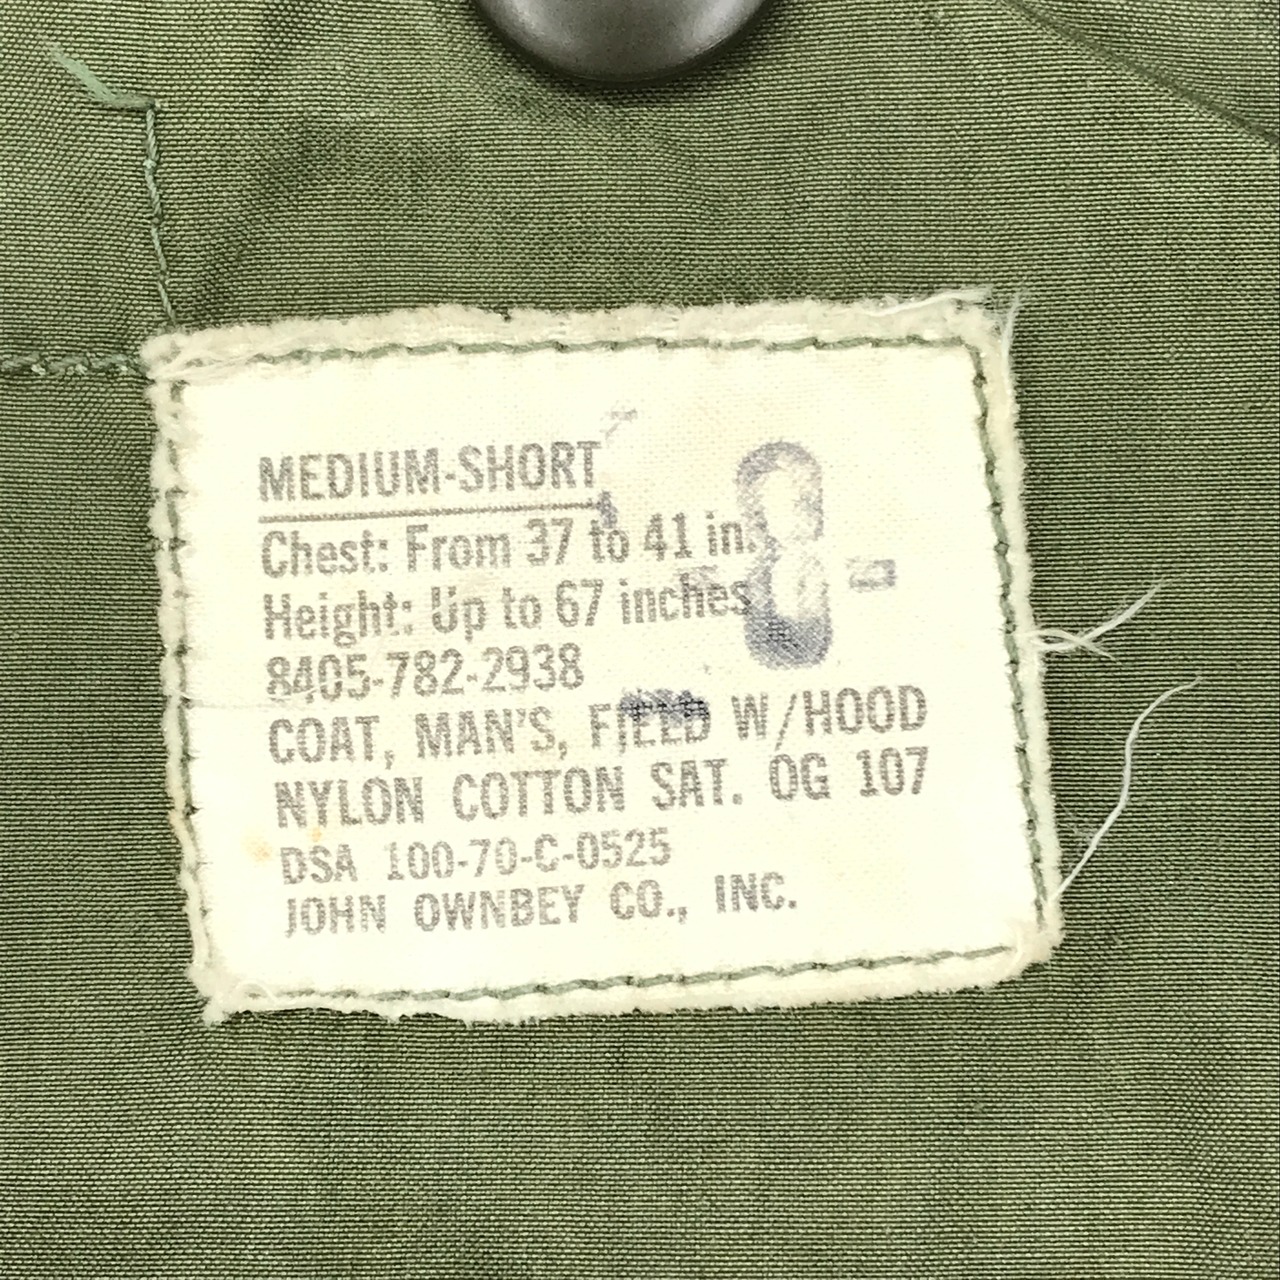 MEDIUM-SHORT
Chest: From 37 to 41 in.
Height: Up to 67 inches
8405-782-2938
COAT, MAN'S, FIELD W/HOOD
NYLON COTTON SAT. OG 107
DSA 100-70-C-0525
JOHN OWNBEY CO., INC.